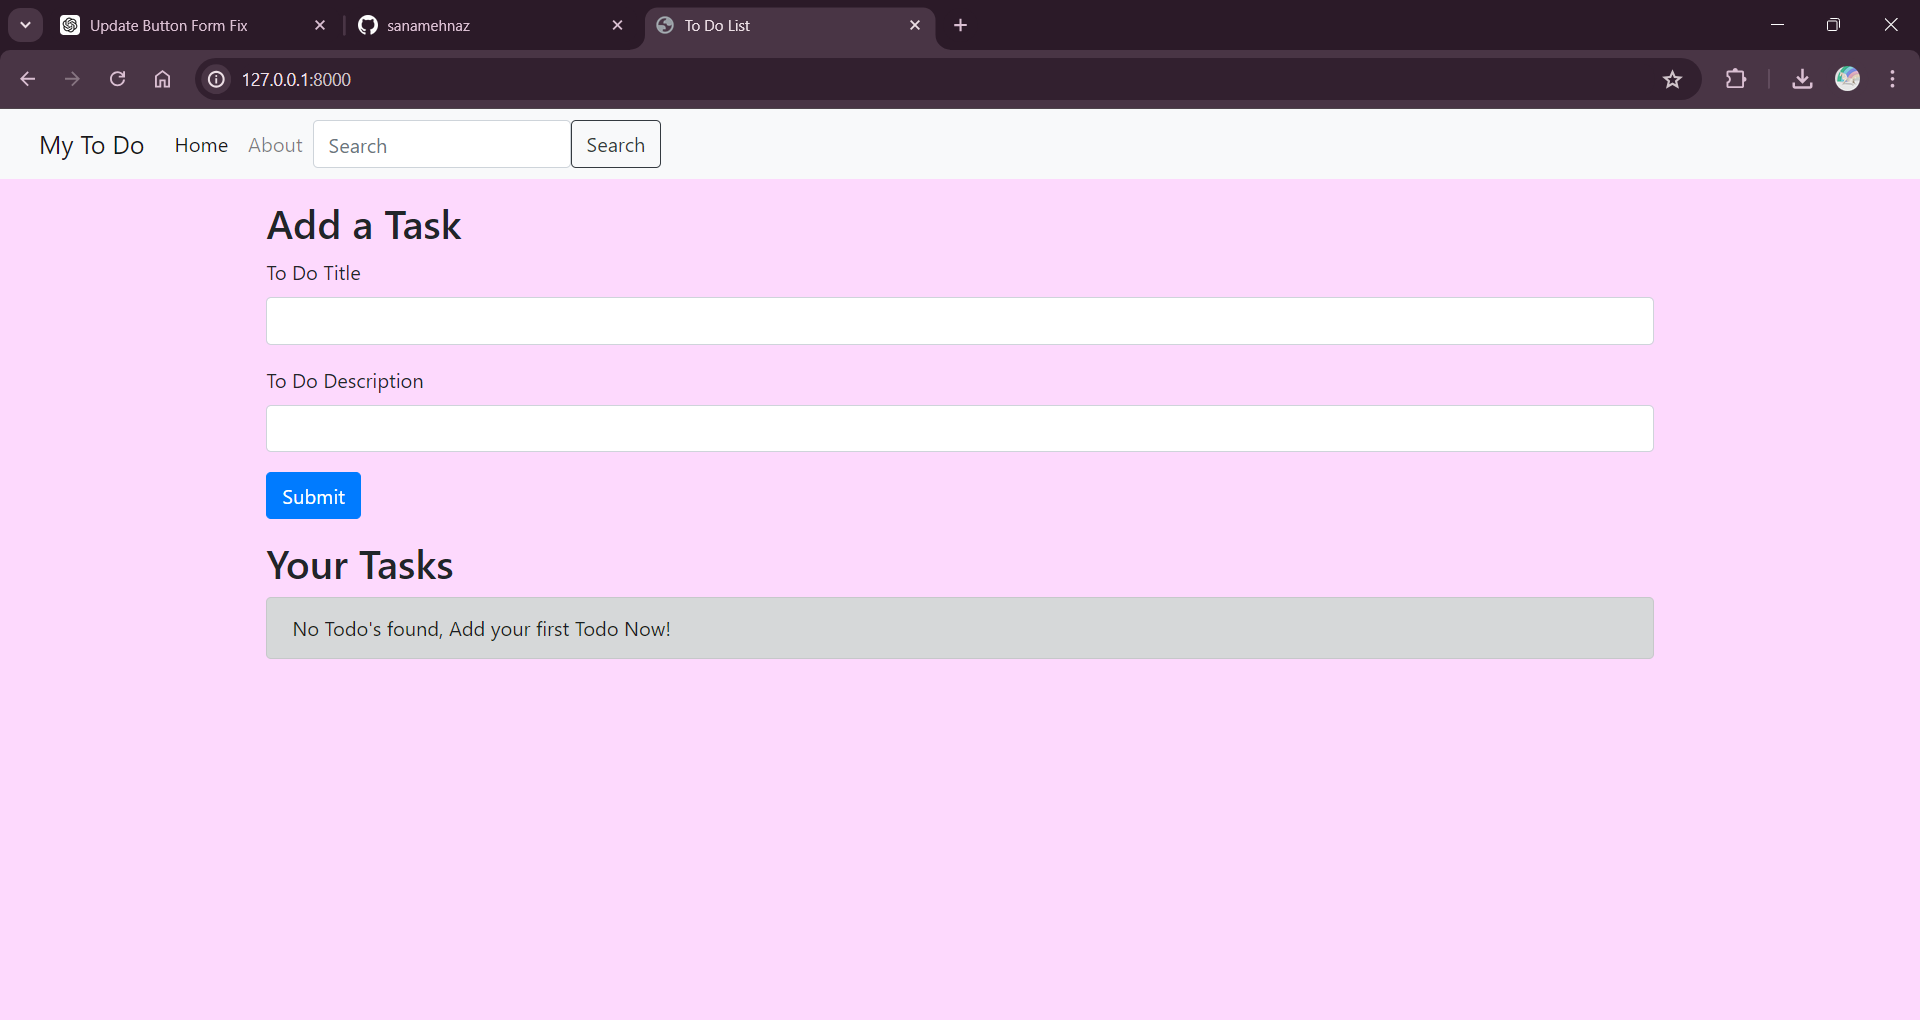 Update Button Form Fix
sanamehnaz
To Do List
127.0.0.1:8000
My To Do Home About Search Search
Add a Task
To Do Title
To Do Description
Submit
Your Tasks
No Todo's found, Add your first Todo Now!